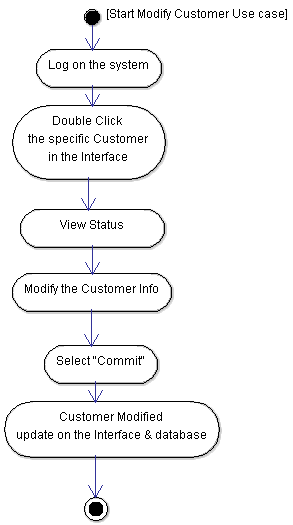 [Start Modify Customer Use case]
Log on the system
Double Click
the specific Customer
in the Interface
View Status
Modify the Customer Info
Select "Commit"
Customer Modified
update on the Interface & database